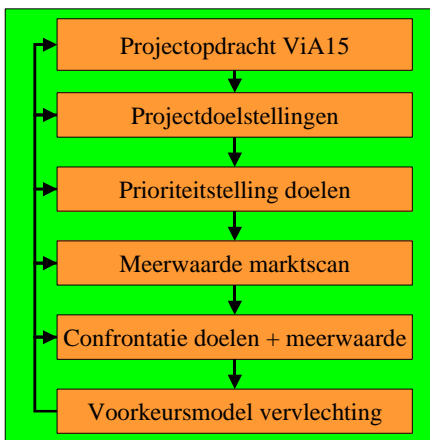 Projectopdracht ViA15
Projectdoelstellingen
Prioriteitstelling doelen
Meerwaarde marktscan
Confrontatie doelen + meerwaarde
Voorkeursmodel vervlechting